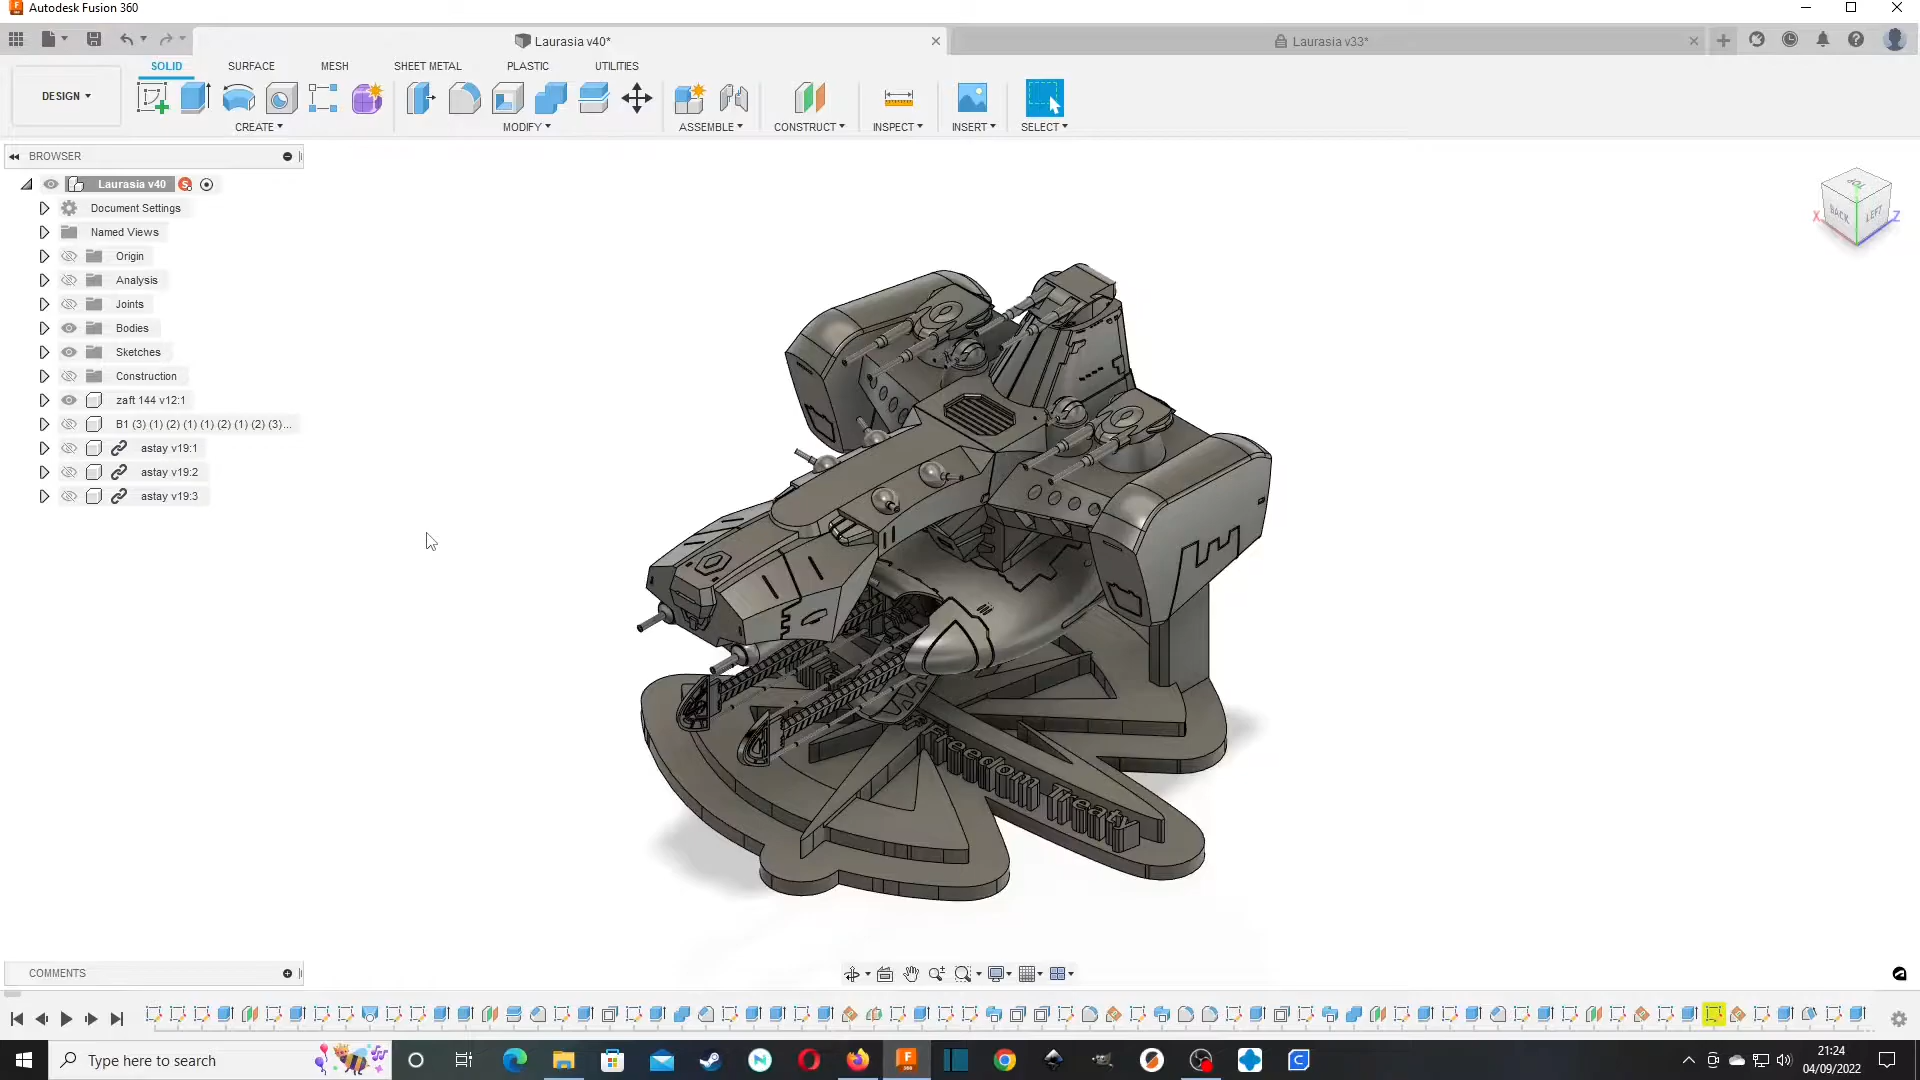 Autodesk Fusion 360
Laurasia v40*
Laurasia v33*
DESIGN
SOLID
SURFACE
MESH
SHEET METAL
PLASTIC
UTILITIES
CREATE
MODIFY
ASSEMBLE
CONSTRUCT
INSPECT
INSERT
SELECT
BROWSER
Laurasia v40
Document Settings
Named Views
Origin
Analysis
Joints
Bodies
Sketches
Construction
zaft 144 v12:1
B1 (3) (1) (2) (1) (1) (2) (1) (2) (3)...
astay v19:1
astay v19:2
astay v19:3
TOP
BACK
LEFT
X
Z
Freedom Treaty
COMMENTS
Type here to search
21:24
04/09/2022